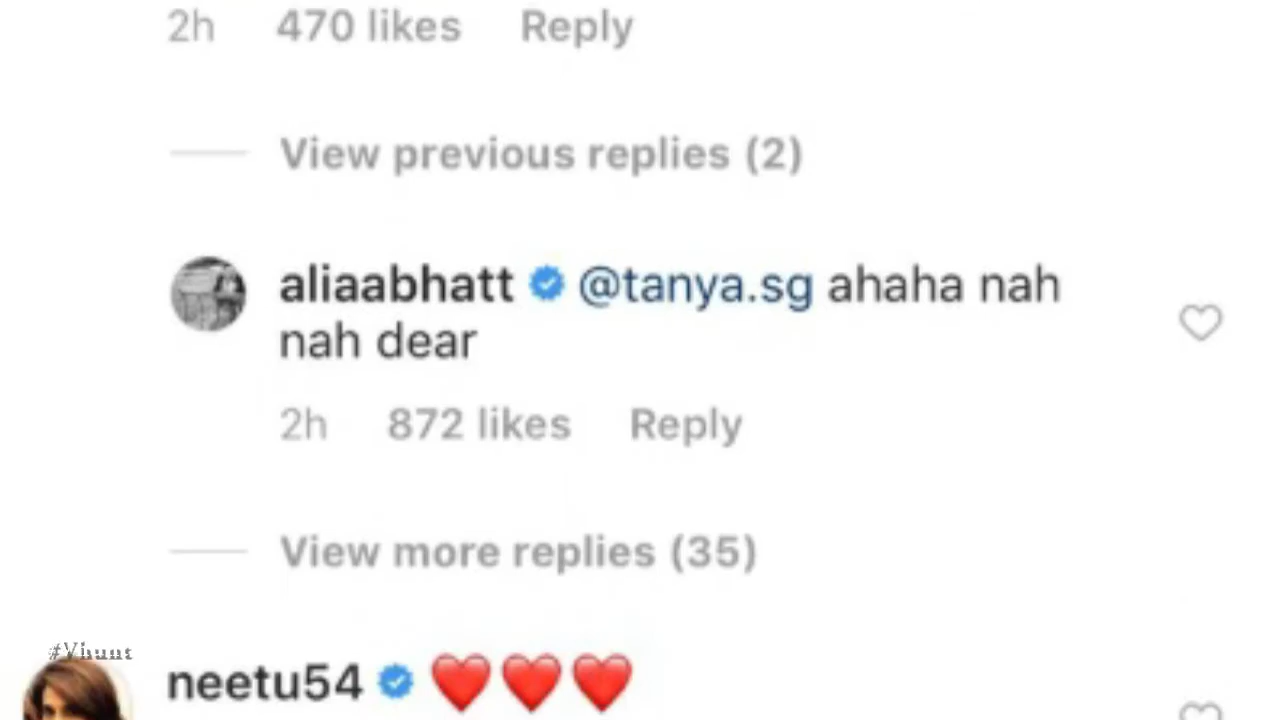 2h 470 likes Reply
View previous replies (2)
aliaabhatt @tanya.sg ahaha nah
nah dear
2h 872 likes Reply
View more replies (35)
#Vhunt
neetu54 ❤️❤️❤️